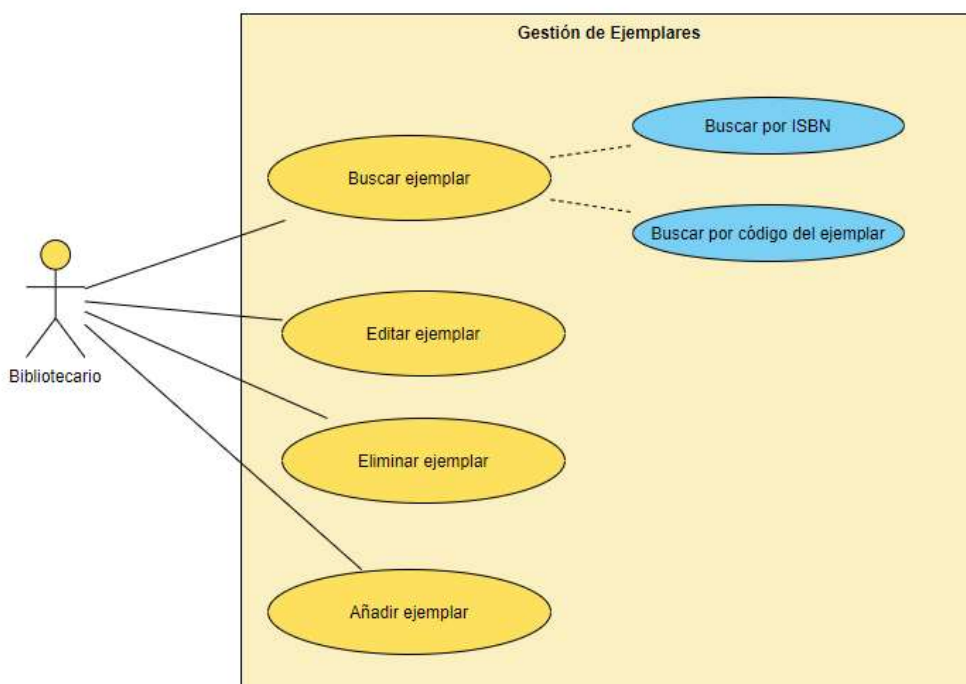 Gestión de Ejemplares
Buscar por ISBN
Buscar ejemplar
Buscar por código del ejemplar
Editar ejemplar
Bibliotecario
Eliminar ejemplar
Añadir ejemplar